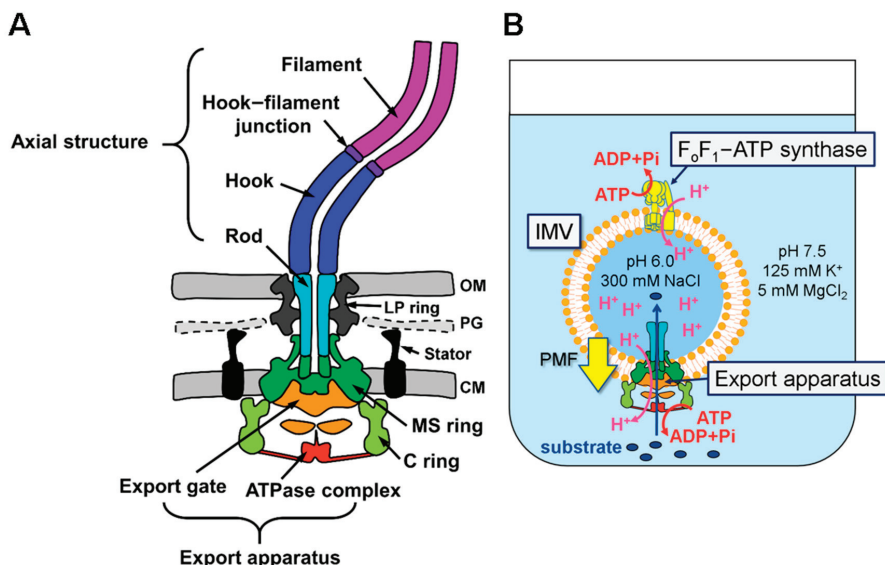 A
Filament
Hook–filament
junction
Axial structure
Hook
Rod
OM
LP ring
PG
Stator
CM
MS ring
C ring
Export gate
ATPase complex
Export apparatus
B
FoF1–ATP synthase
ADP+Pi
ATP
H+
IMV
H+
pH 6.0
300 mM NaCl
pH 7.5
125 mM K+
5 mM MgCl2
H+
H+
H+
H+
H+
H+
PMF
Export apparatus
H+
ATP
ADP+Pi
substrate